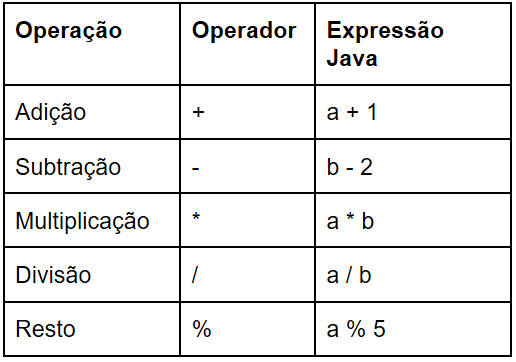 Operação Operador Expressão
Java
Adição + a + 1
Subtração - b - 2
Multiplicação * a * b
Divisão / a / b
Resto % a % 5